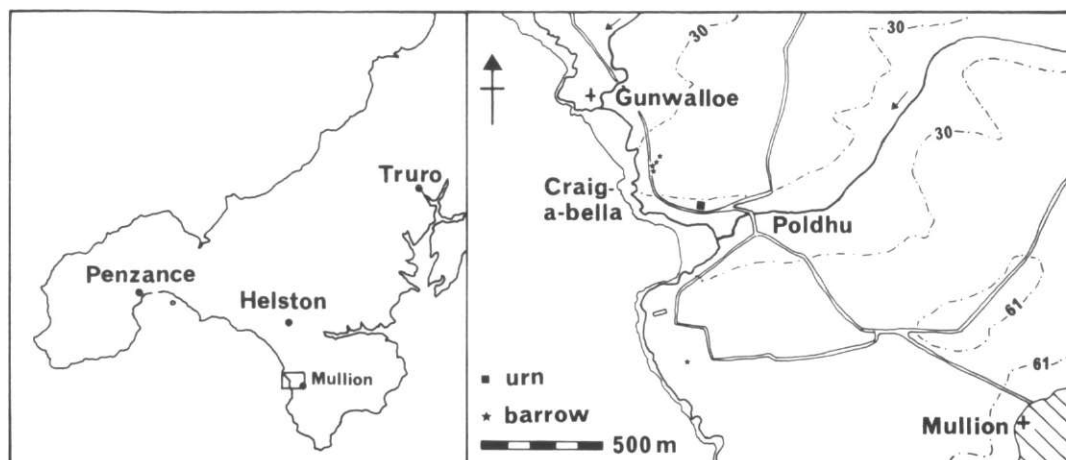 Truro
Penzance
Helston
Mullion
30
30
Gunwalloe
30
Craig-
a-bella
Poldhu
61
urn
61
barrow
Mullion
500 m